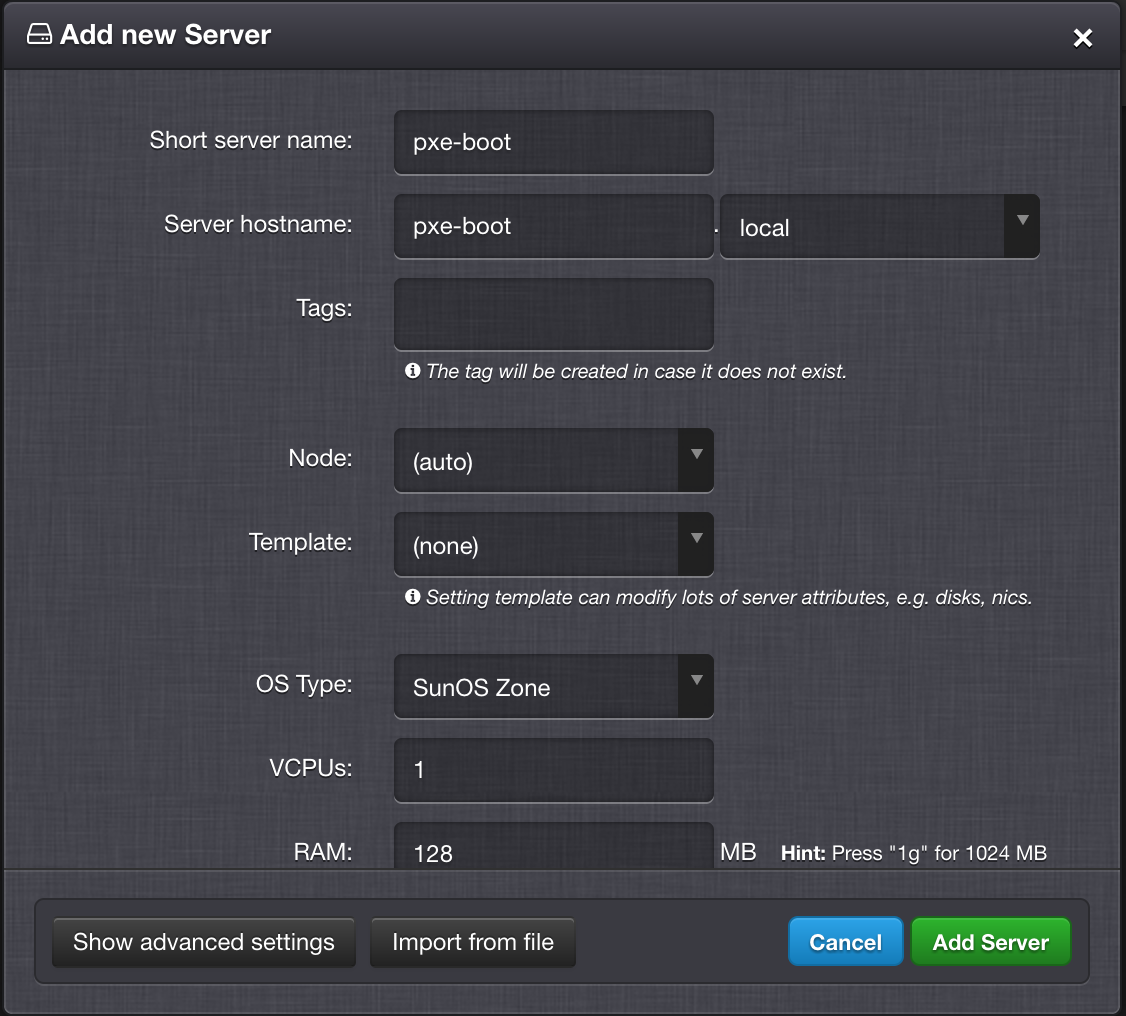 Add new Server
Short server name: pxe-boot
Server hostname: pxe-boot . local
Tags:
The tag will be created in case it does not exist.
Node: (auto)
Template: (none)
Setting template can modify lots of server attributes, e.g. disks, nics.
OS Type: SunOS Zone
VCPUs: 1
RAM: 128 MB Hint: Press "1g" for 1024 MB
Show advanced settings Import from file Cancel Add Server